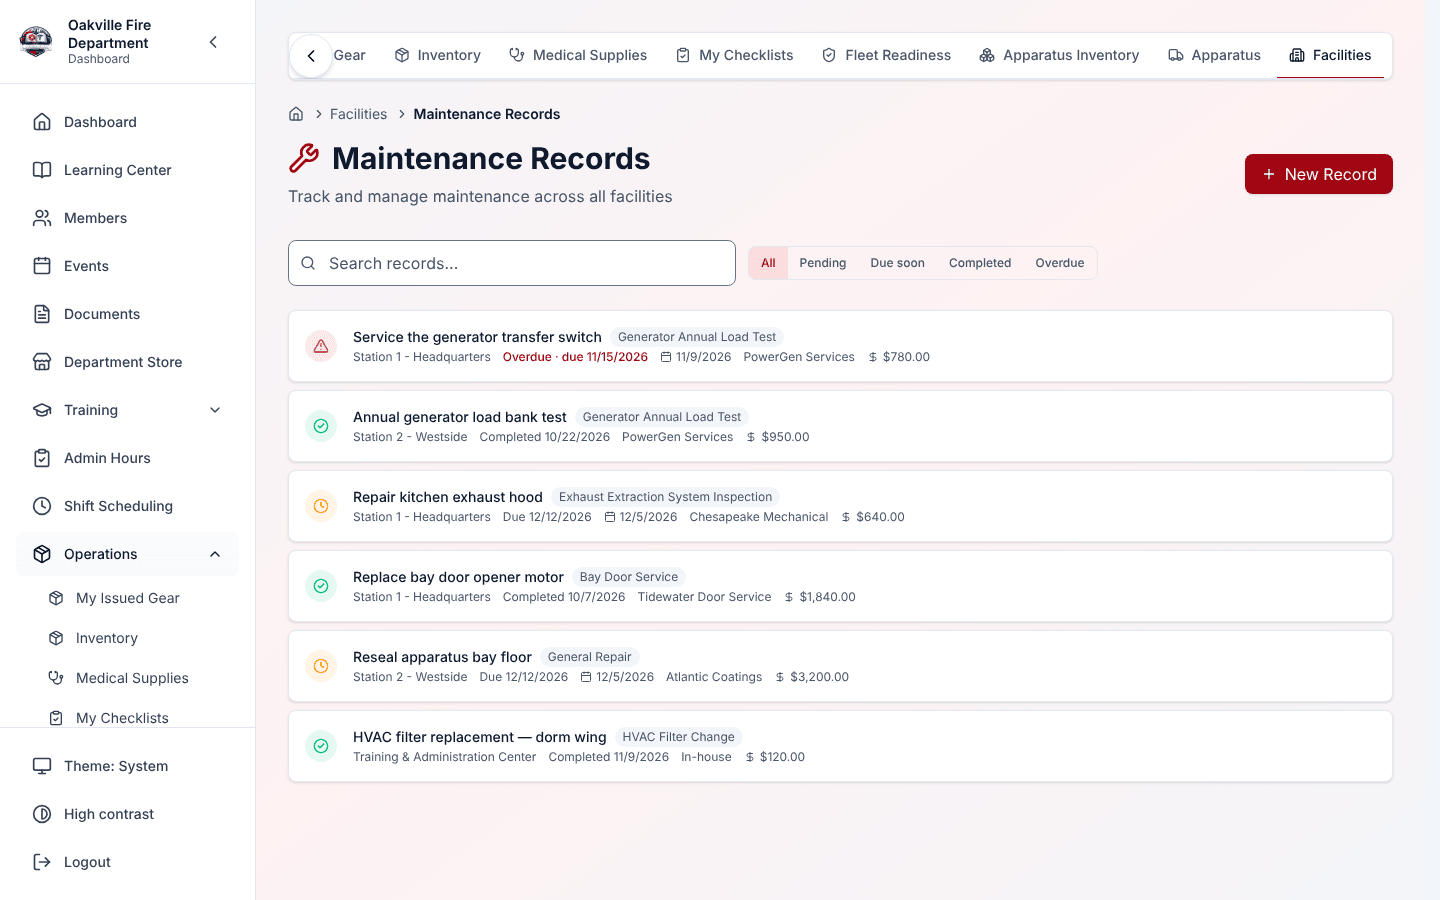 Oakville Fire
Department
Dashboard
Dashboard
Learning Center
Members
Events
Documents
Department Store
Training
Admin Hours
Shift Scheduling
Operations
My Issued Gear
Inventory
Medical Supplies
My Checklists
Theme: System
High contrast
Logout
Gear
Inventory
Medical Supplies
My Checklists
Fleet Readiness
Apparatus Inventory
Apparatus
Facilities
Facilities
Maintenance Records
Maintenance Records
Track and manage maintenance across all facilities
+ New Record
Search records...
All
Pending
Due soon
Completed
Overdue
Service the generator transfer switch Generator Annual Load Test
Station 1 - Headquarters Overdue · due 11/15/2026 11/9/2026 PowerGen Services $ $780.00
Annual generator load bank test Generator Annual Load Test
Station 2 - Westside Completed 10/22/2026 PowerGen Services $ $950.00
Repair kitchen exhaust hood Exhaust Extraction System Inspection
Station 1 - Headquarters Due 12/12/2026 12/5/2026 Chesapeake Mechanical $ $640.00
Replace bay door opener motor Bay Door Service
Station 1 - Headquarters Completed 10/7/2026 Tidewater Door Service $ $1,840.00
Reseal apparatus bay floor General Repair
Station 2 - Westside Due 12/12/2026 12/5/2026 Atlantic Coatings $ $3,200.00
HVAC filter replacement — dorm wing HVAC Filter Change
Training & Administration Center Completed 11/9/2026 In-house $ $120.00